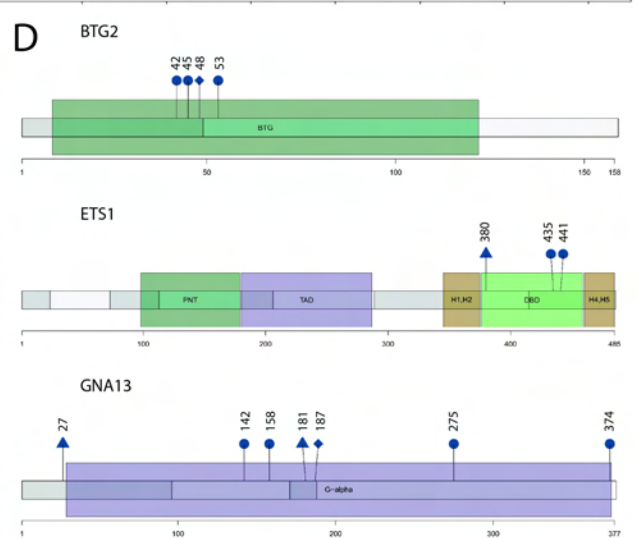 D
BTG2
42 45 48 53
BTG
1 50 100 150 158
ETS1
380 435 441
PNT TAD H1,H2 DBD H4,H5
1 100 200 300 400 485
GNA13
27 142 158 181 187 275 374
G-alpha
1 100 200 300 377